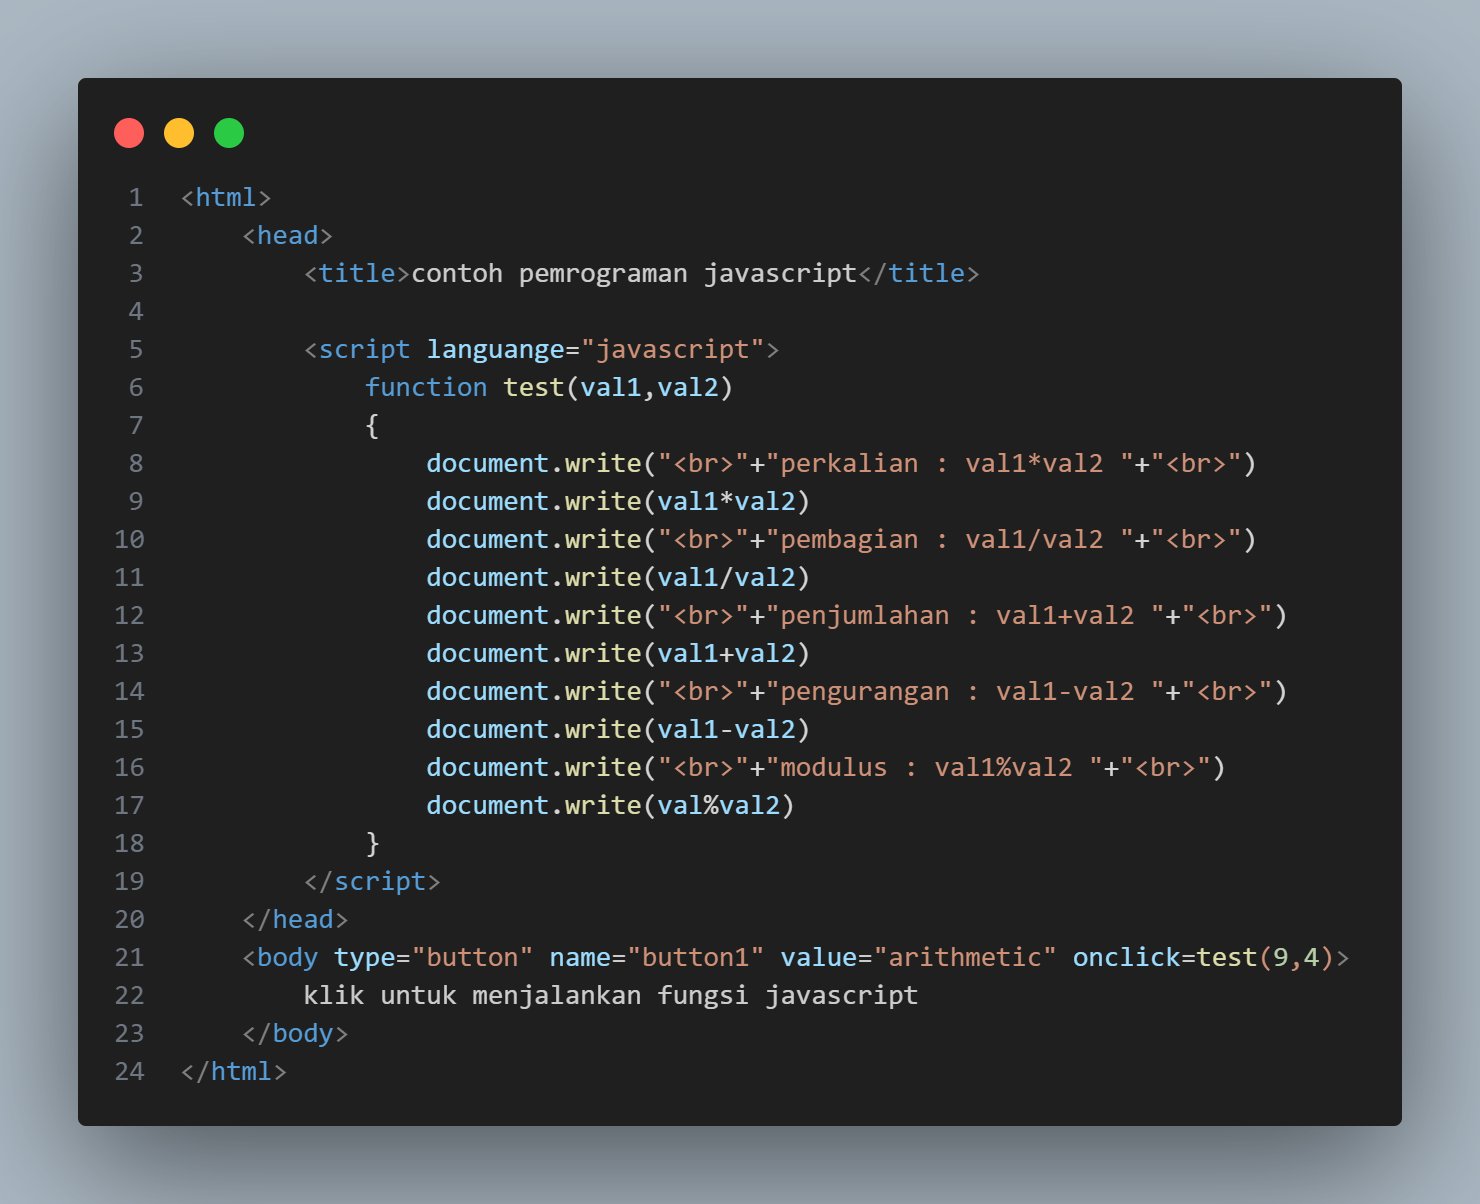 1 <html>
2     <head>
3         <title>contoh pemrograman javascript</title>
4
5         <script languange="javascript">
6             function test(val1,val2)
7             {
8                 document.write("<br>"+"perkalian : val1*val2 "+"<br>")
9                 document.write(val1*val2)
10                 document.write("<br>"+"pembagian : val1/val2 "+"<br>")
11                 document.write(val1/val2)
12                 document.write("<br>"+"penjumlahan : val1+val2 "+"<br>")
13                 document.write(val1+val2)
14                 document.write("<br>"+"pengurangan : val1-val2 "+"<br>")
15                 document.write(val1-val2)
16                 document.write("<br>"+"modulus : val1%val2 "+"<br>")
17                 document.write(val%val2)
18             }
19         </script>
20     </head>
21     <body type="button" name="button1" value="arithmetic" onclick=test(9,4)>
22         klik untuk menjalankan fungsi javascript
23     </body>
24 </html>